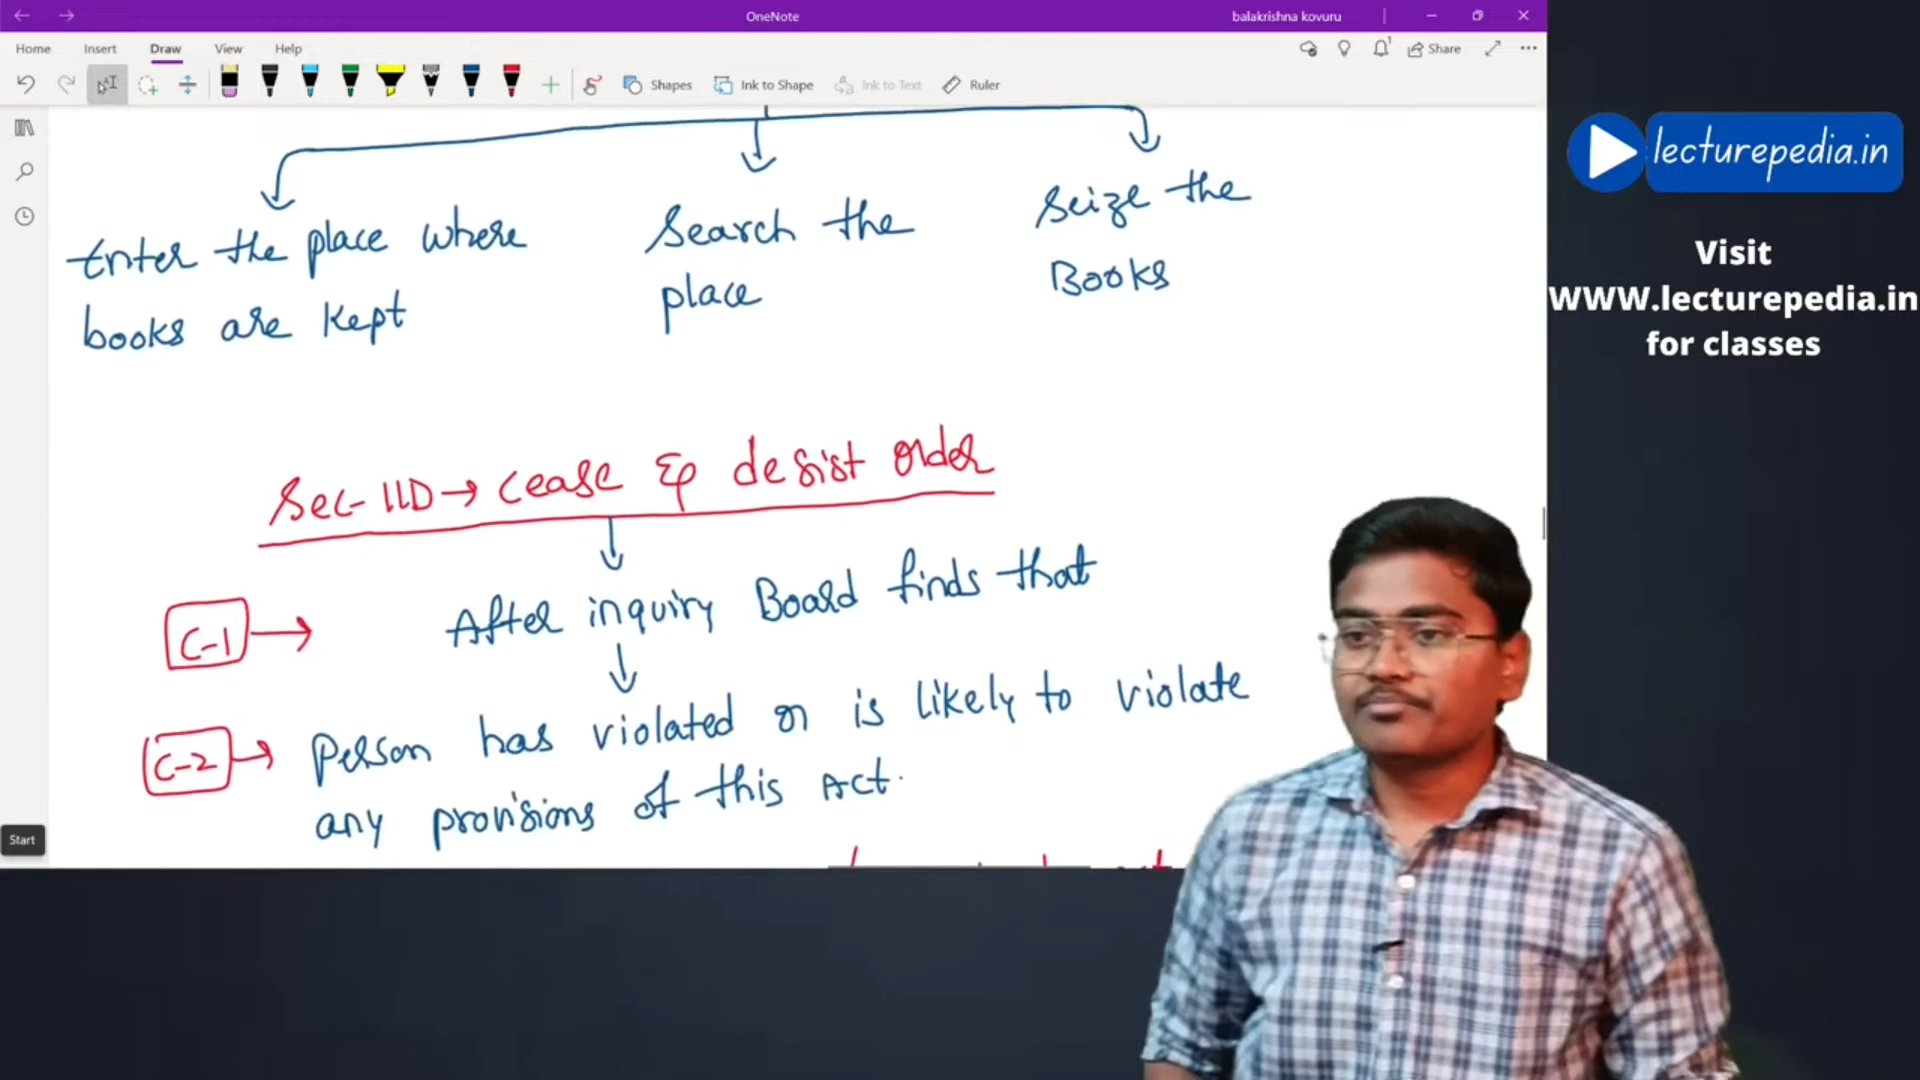 OneNote
balakrishna kovuru
Home Insert Draw View Help
1
Share
Shapes Ink to Shape Ink to Text Ruler
lecturepedia.in
Visit
WWW.lecturepedia.in
for classes
Enter the place where
books are kept
Search the
place
Seize the
Books
Sec-11D → cease & desist order
C-1 → After inquiry Board finds that
C-2 → Person has violated or is likely to violate
any provisions of this Act.
Start